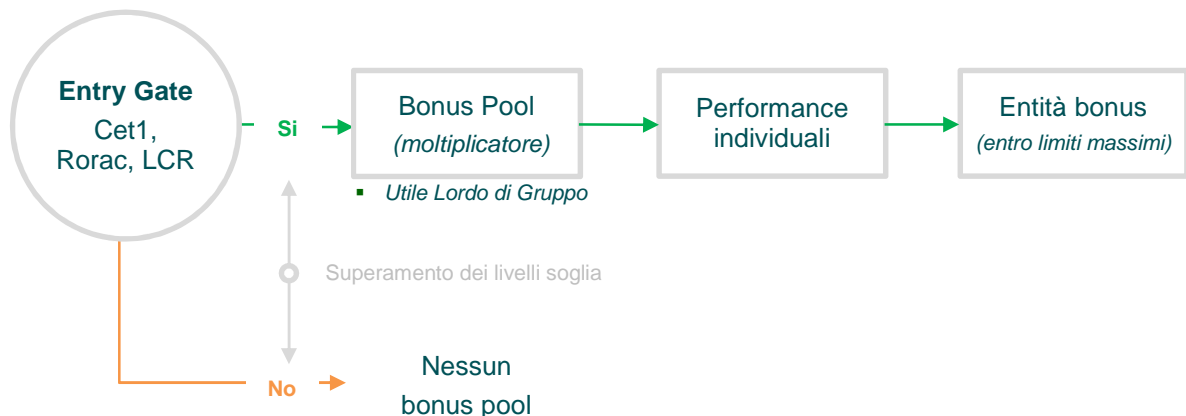 Entry Gate
Cet1,
Rorac, LCR
Si
Bonus Pool
(moltiplicatore)
▪ Utile Lordo di Gruppo
Performance
individuali
Entità bonus
(entro limiti massimi)
Superamento dei livelli soglia
No
Nessun
bonus pool